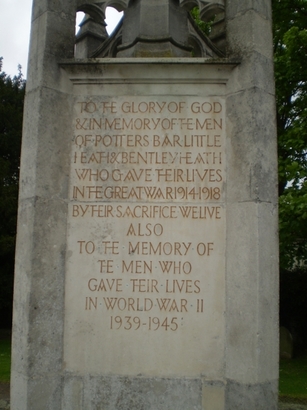 TO THE GLORY OF GOD
& IN MEMORY OF THE MEN
OF POTTERS BAR LITTLE
HEATH & BENTLEY HEATH
WHO GAVE THEIR LIVES
IN THE GREAT WAR 1914-1918
BY THEIR SACRIFICE WE LIVE
ALSO
TO THE MEMORY OF
THE MEN WHO
GAVE THEIR LIVES
IN WORLD WAR II
1939-1945